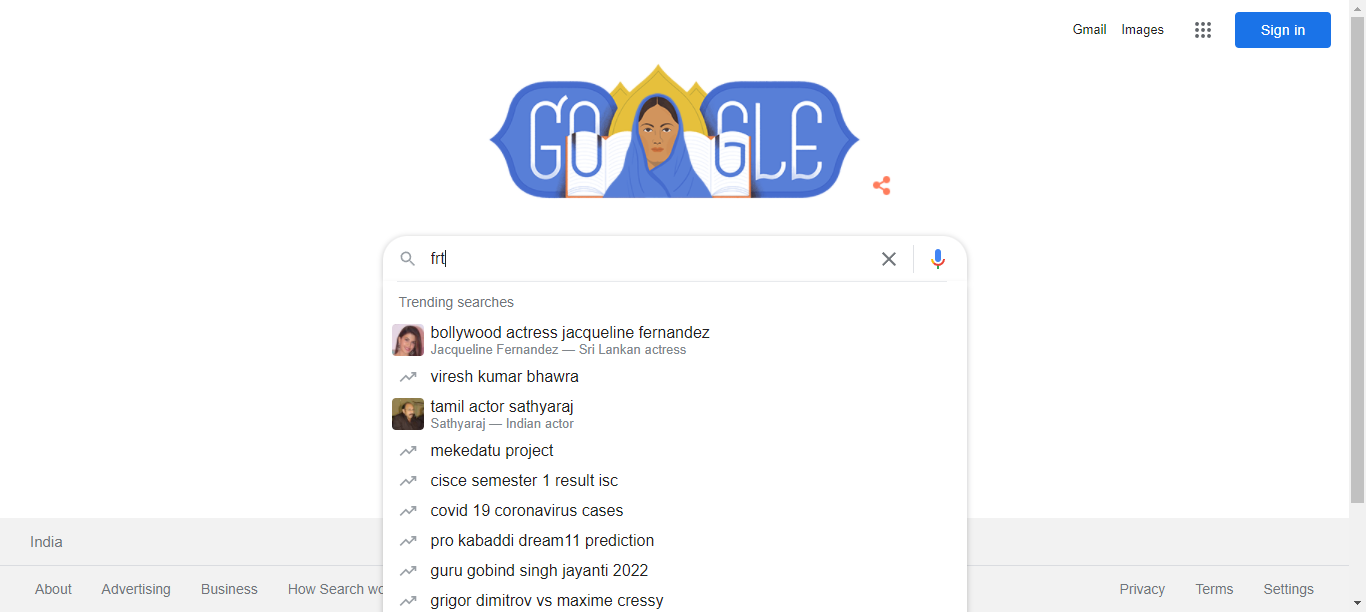 Gmail Images Sign in
GOOGLE
frt
Trending searches
bollywood actress jacqueline fernandez
Jacqueline Fernandez — Sri Lankan actress
viresh kumar bhawra
tamil actor sathyaraj
Sathyaraj — Indian actor
mekedatu project
cisce semester 1 result isc
covid 19 coronavirus cases
pro kabaddi dream11 prediction
guru gobind singh jayanti 2022
grigor dimitrov vs maxime cressy
India
About Advertising Business How Search wo Privacy Terms Settings